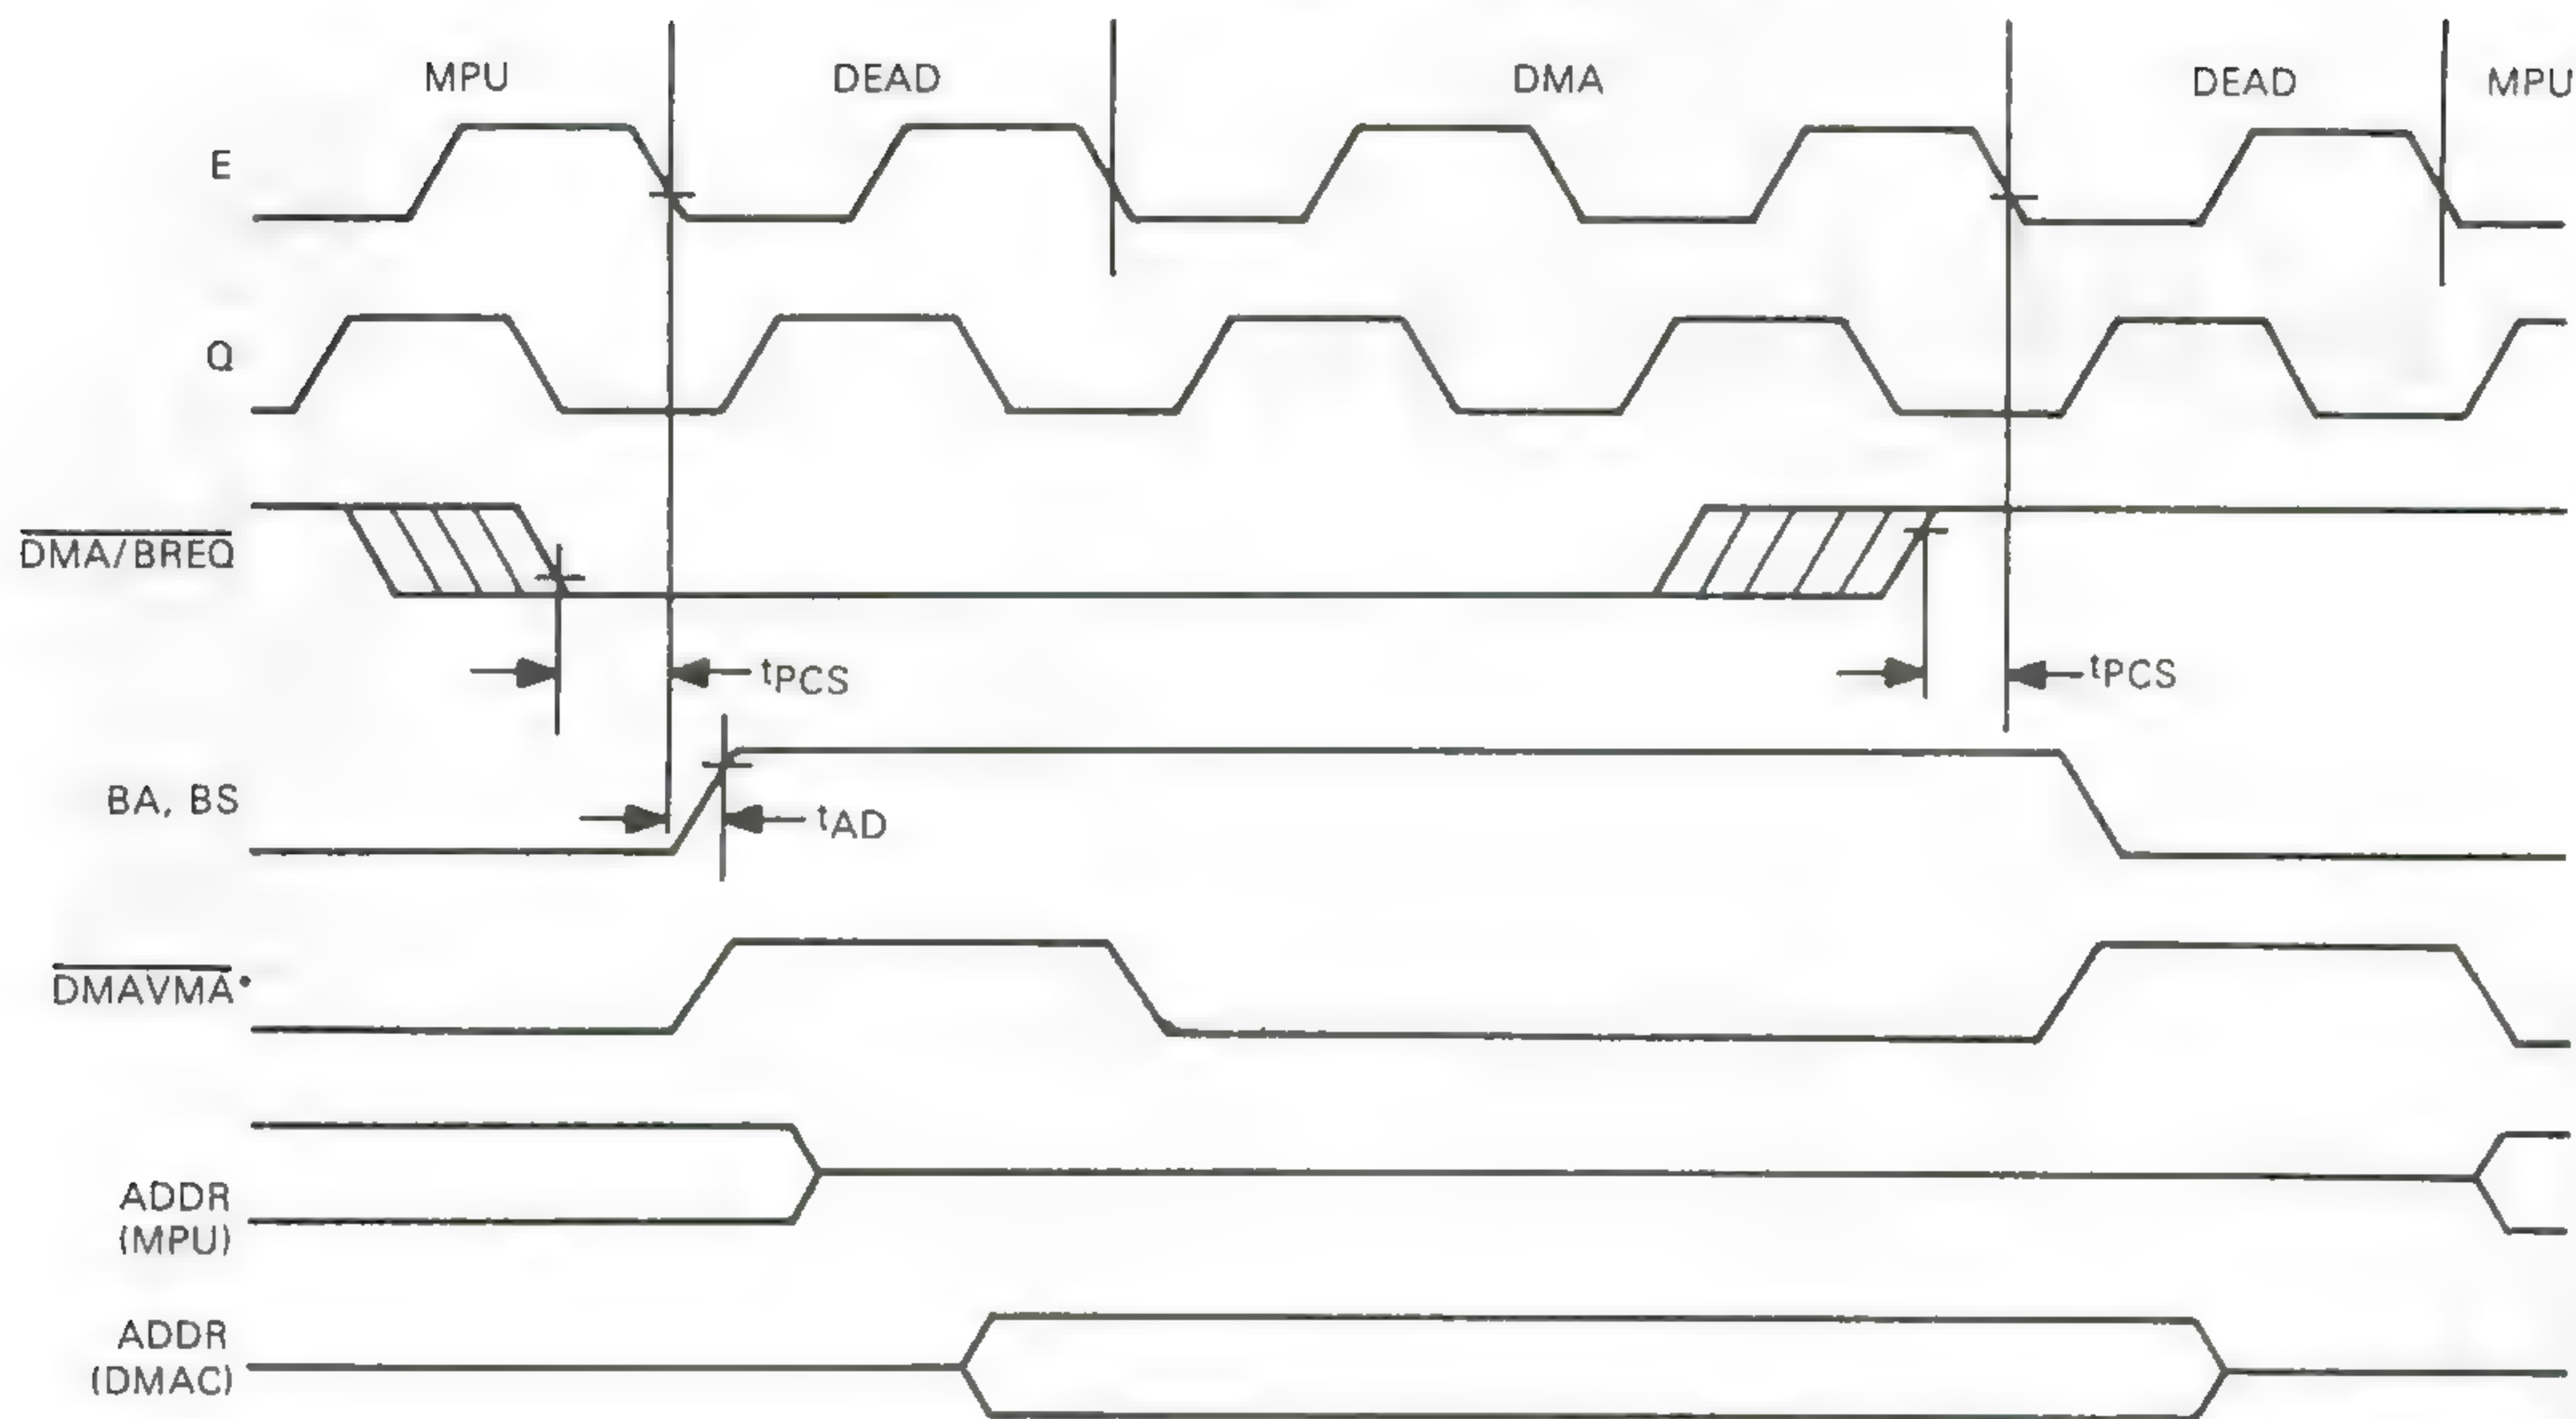 MPU DEAD DMA DEAD MPU
E
Q
DMA/BREQ
tPCS tPCS
BA, BS
tAD
DMAVMA*
ADDR
(MPU)
ADDR
(DMAC)